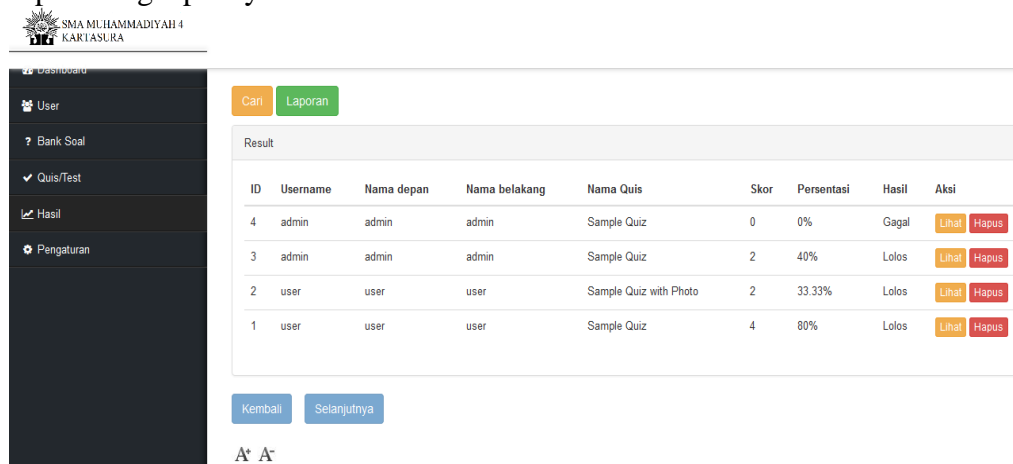 SMA MUHAMMADIYAH 4
KARTASURA
Dashboard
User
? Bank Soal
Quis/Test
Hasil
Pengaturan
Cari Laporan
Result
ID Username Nama depan Nama belakang Nama Quis Skor Persentasi Hasil Aksi
4 admin admin admin Sample Quiz 0 0% Gagal Lihat Hapus
3 admin admin admin Sample Quiz 2 40% Lolos Lihat Hapus
2 user user user Sample Quiz with Photo 2 33.33% Lolos Lihat Hapus
1 user user user Sample Quiz 4 80% Lolos Lihat Hapus
Kembali Selanjutnya
A+ A-